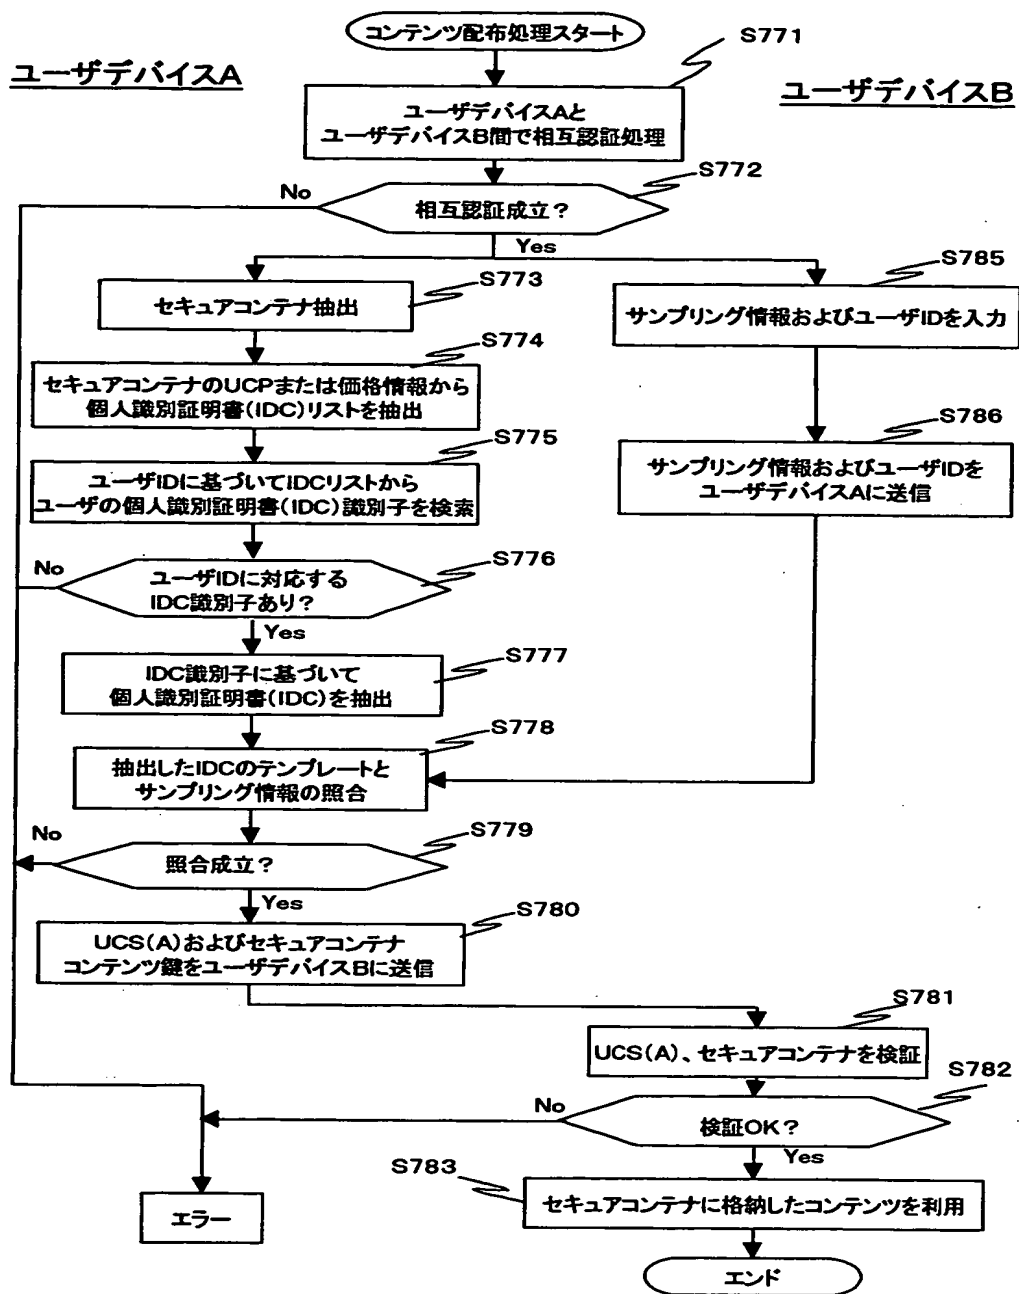 コンテンツ配布処理スタート
S771
ユーザデバイスA
ユーザデバイスB
ユーザデバイスAと
ユーザデバイスB間で相互認証処理
S772
No
相互認証成立？
Yes
S773
セキュアコンテナ抽出
S785
サンプリング情報およびユーザIDを入力
S774
セキュアコンテナのUCPまたは価格情報から
個人識別証明書(IDC)リストを抽出
S775
ユーザIDに基づいてIDCリストから
ユーザの個人識別証明書(IDC)識別子を検索
S786
サンプリング情報およびユーザIDを
ユーザデバイスAに送信
S776
No
ユーザIDに対応する
IDC識別子あり？
Yes
S777
IDC識別子に基づいて
個人識別証明書(IDC)を抽出
S778
抽出したIDCのテンプレートと
サンプリング情報の照合
S779
No
照合成立？
Yes
S780
UCS(A)およびセキュアコンテナ
コンテンツ鍵をユーザデバイスBに送信
S781
UCS(A)、セキュアコンテナを検証
S782
No
検証OK？
Yes
S783
セキュアコンテナに格納したコンテンツを利用
エラー
エンド